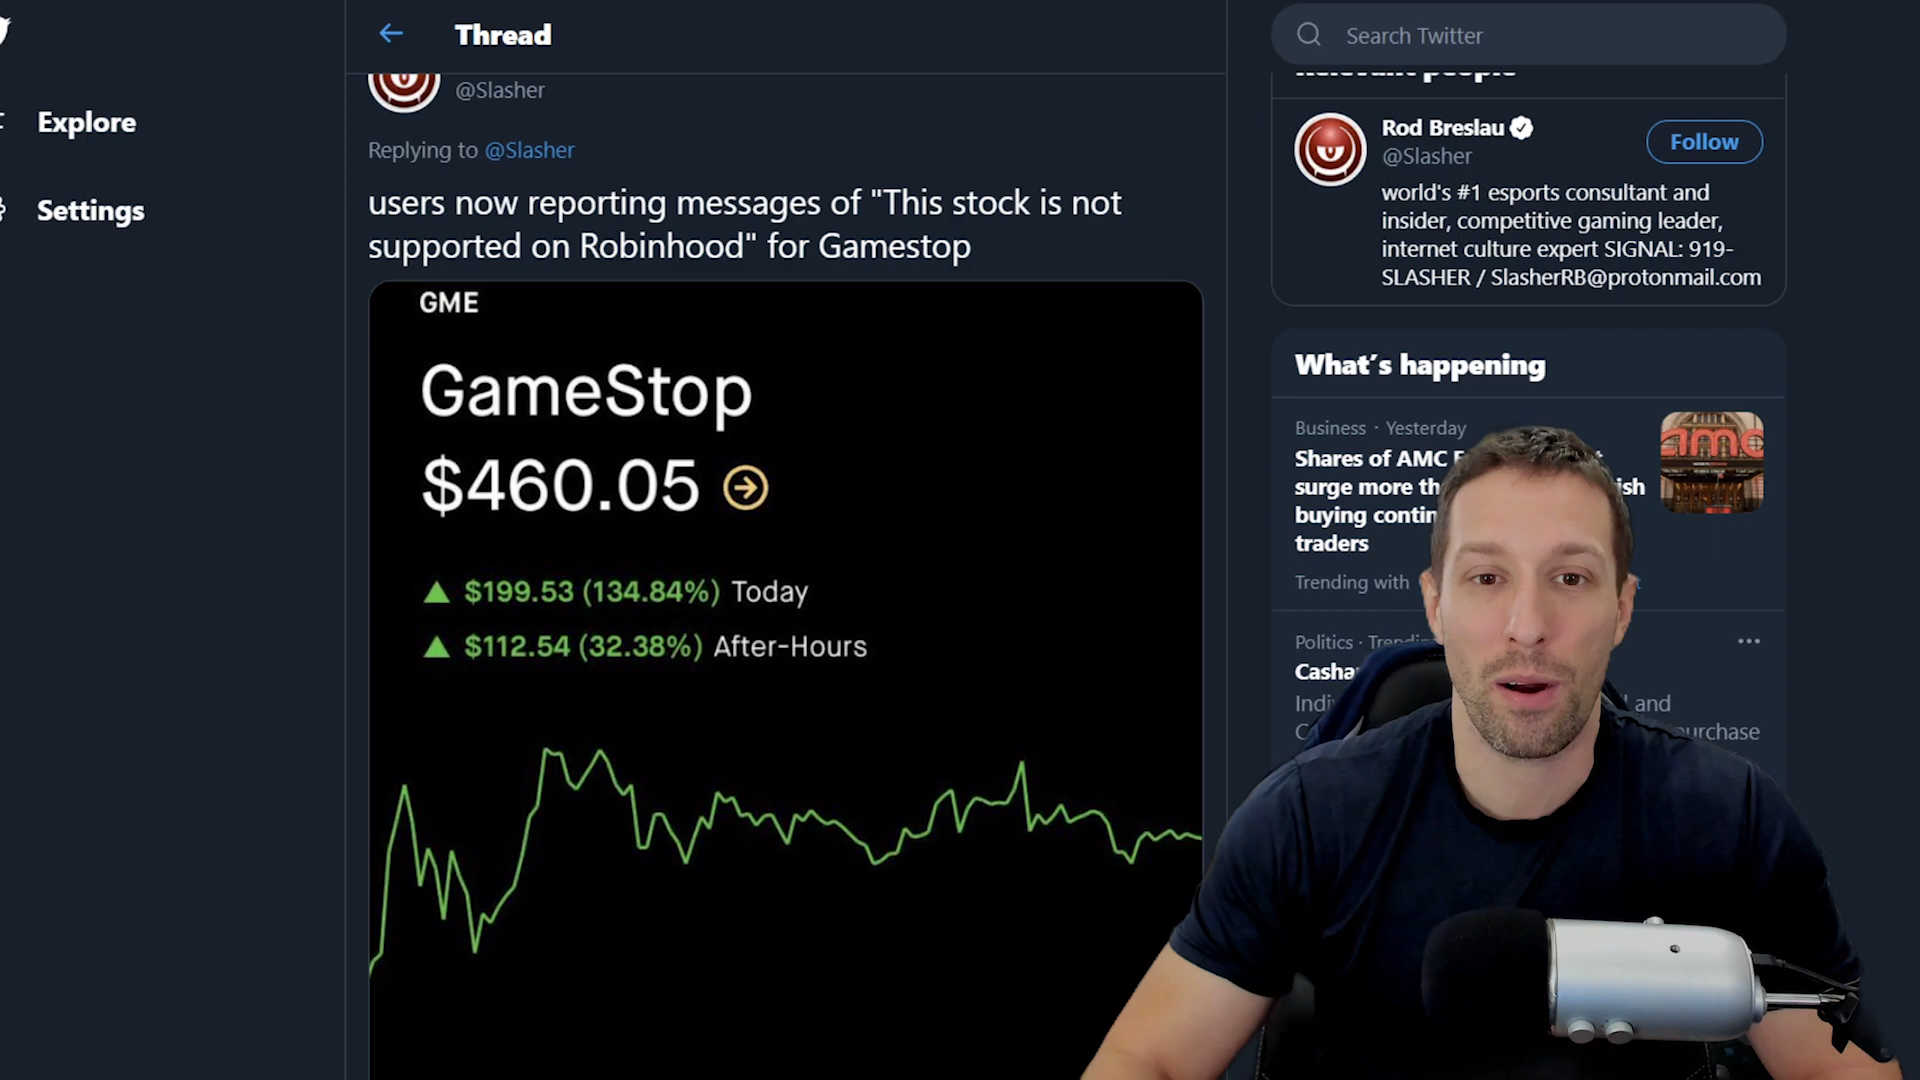 Explore
Settings
Thread
@Slasher
Replying to @Slasher
users now reporting messages of "This stock is not
supported on Robinhood" for Gamestop
GME
GameStop
$460.05
$199.53 (134.84%) Today
$112.54 (32.38%) After-Hours
Search Twitter
Relevant people
Rod Breslau
@Slasher
Follow
world's #1 esports consultant and
insider, competitive gaming leader,
internet culture expert SIGNAL: 919-
SLASHER / SlasherRB@protonmail.com
What's happening
Business · Yesterday
Shares of AMC
surge more
buying
traders
Trending with
amc
Politics ·
and